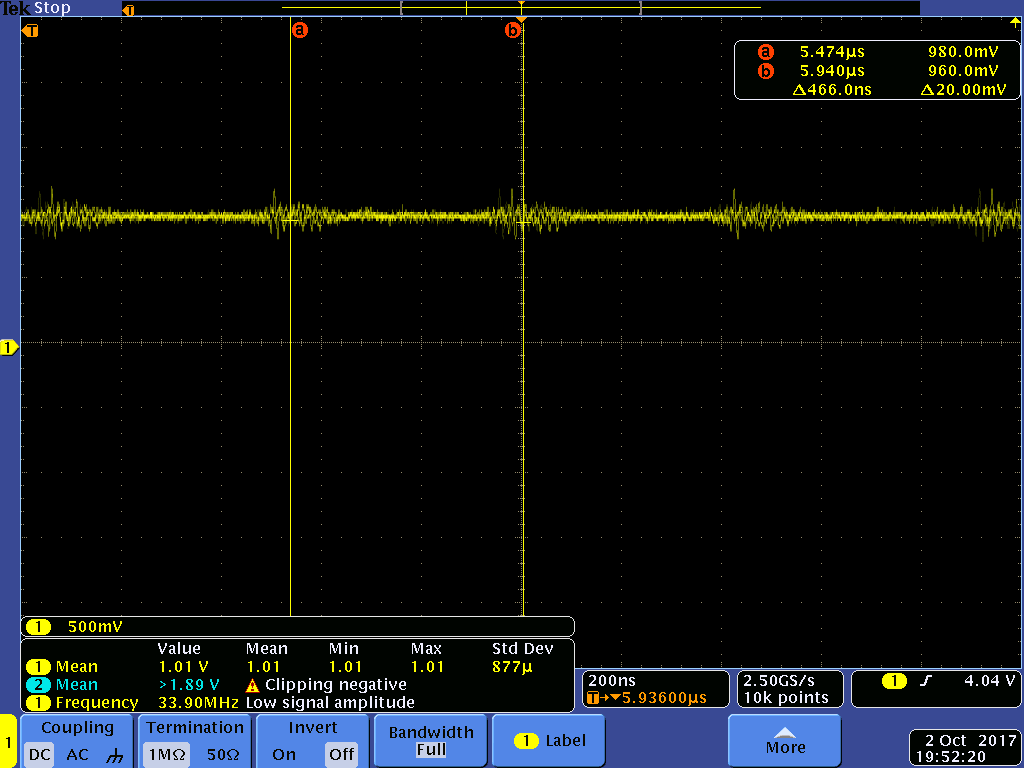 Tek Stop
T
T a b
a 5.474µs 980.0mV
b 5.940µs 960.0mV
Δ466.0ns Δ20.00mV
1
1 500mV
Value Mean Min Max Std Dev
1 Mean 1.01 V 1.01 1.01 1.01 877µ
2 Mean >1.89 V Clipping negative
1 Frequency 33.90MHz Low signal amplitude
200ns
T→▼5.93600µs
2.50GS/s
10k points
1 4.04 V
1
Coupling
DC AC
Termination
1MΩ 50Ω
Invert
On Off
Bandwidth
Full
1 Label
More
2 Oct 2017
19:52:20